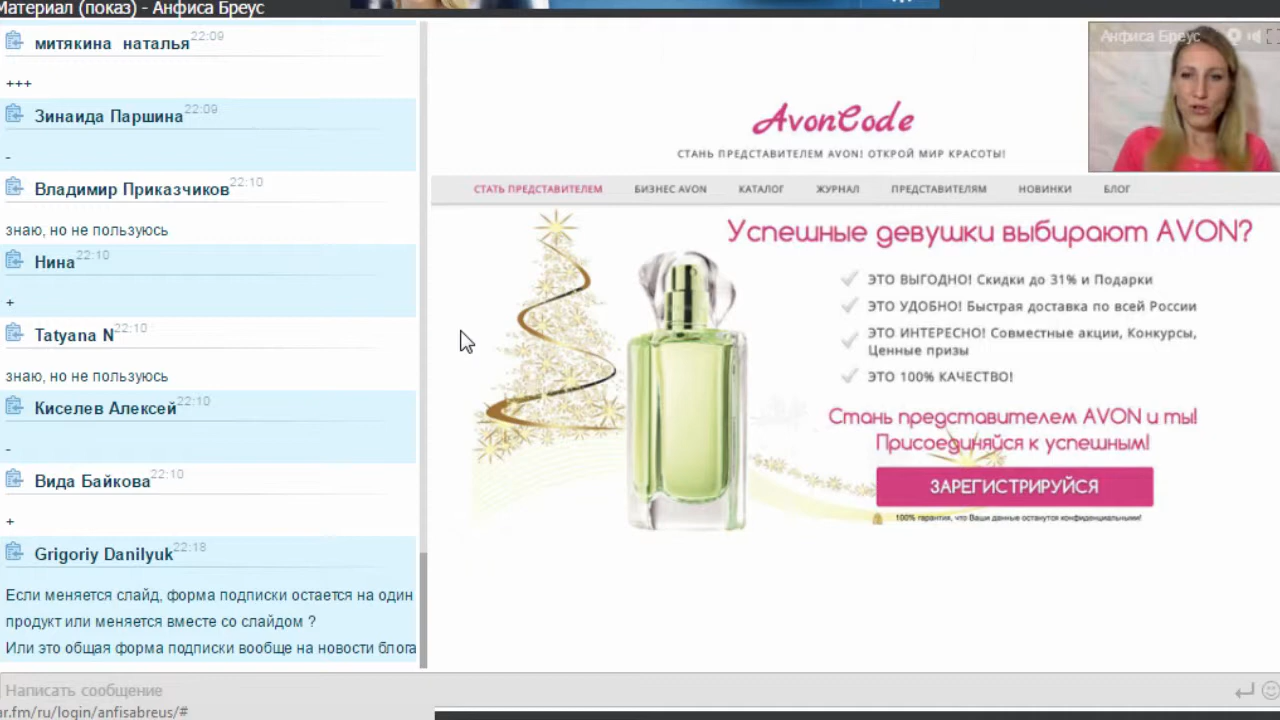 Материал (показ) - Анфиса Бреус
митякина наталья 22:09
+++
Зинаида Паршина 22:09
-
Владимир Приказчиков 22:10
знаю, но не пользуюсь
Нина 22:10
+
Tatyana N 22:10
знаю, но не пользуюсь
Киселев Алексей 22:10
-
Вида Байкова 22:10
+
Grigoriy Danilyuk 22:18
Если меняется слайд, форма подписки остается на один
продукт или меняется вместе со слайдом ?
Или это общая форма подписки вообще на новости блога
Написать сообщение
nr.fm/ru/login/anfisabreus/#
Анфиса Бреус
AvonCode
СТАНЬ ПРЕДСТАВИТЕЛЕМ AVON! ОТКРОЙ МИР КРАСОТЫ!
СТАТЬ ПРЕДСТАВИТЕЛЕМ БИЗНЕС AVON КАТАЛОГ ЖУРНАЛ ПРЕДСТАВИТЕЛЯМ НОВИНКИ БЛОГ
Успешные девушки выбирают AVON?
ЭТО ВЫГОДНО! Скидки до 31% и Подарки
ЭТО УДОБНО! Быстрая доставка по всей России
ЭТО ИНТЕРЕСНО! Совместные акции, Конкурсы,
Ценные призы
ЭТО 100% КАЧЕСТВО!
Стань представителем AVON и ты!
Присоединяйся к успешным!
ЗАРЕГИСТРИРУЙСЯ
100% гарантия, что Ваши данные останутся конфиденциальными!